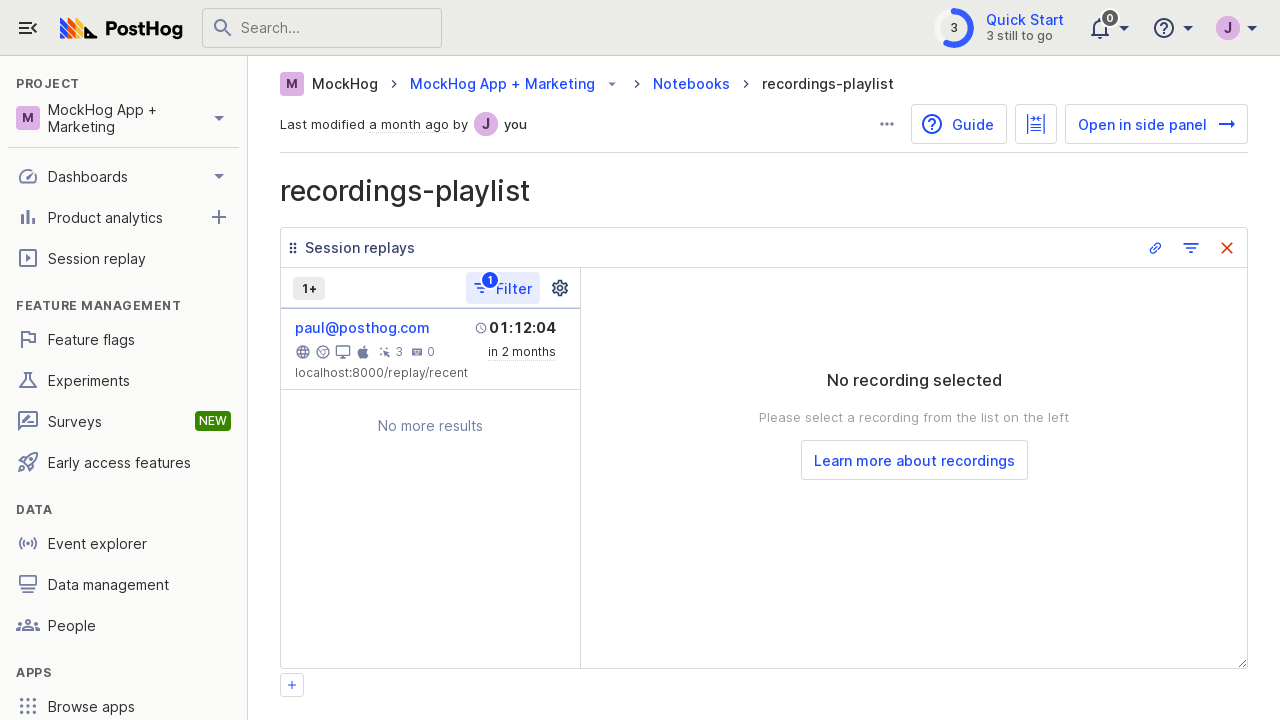 PostHog
Search...
3
Quick Start
3 still to go
0
J
PROJECT
M
MockHog App +
Marketing
Dashboards
Product analytics
Session replay
FEATURE MANAGEMENT
Feature flags
Experiments
Surveys
NEW
Early access features
DATA
Event explorer
Data management
People
APPS
Browse apps
M MockHog
MockHog App + Marketing
Notebooks
recordings-playlist
Last modified a month ago by J you
Guide
Open in side panel
recordings-playlist
Session replays
1+
1
Filter
paul@posthog.com
01:12:04
3
0
in 2 months
localhost:8000/replay/recent
No more results
No recording selected
Please select a recording from the list on the left
Learn more about recordings